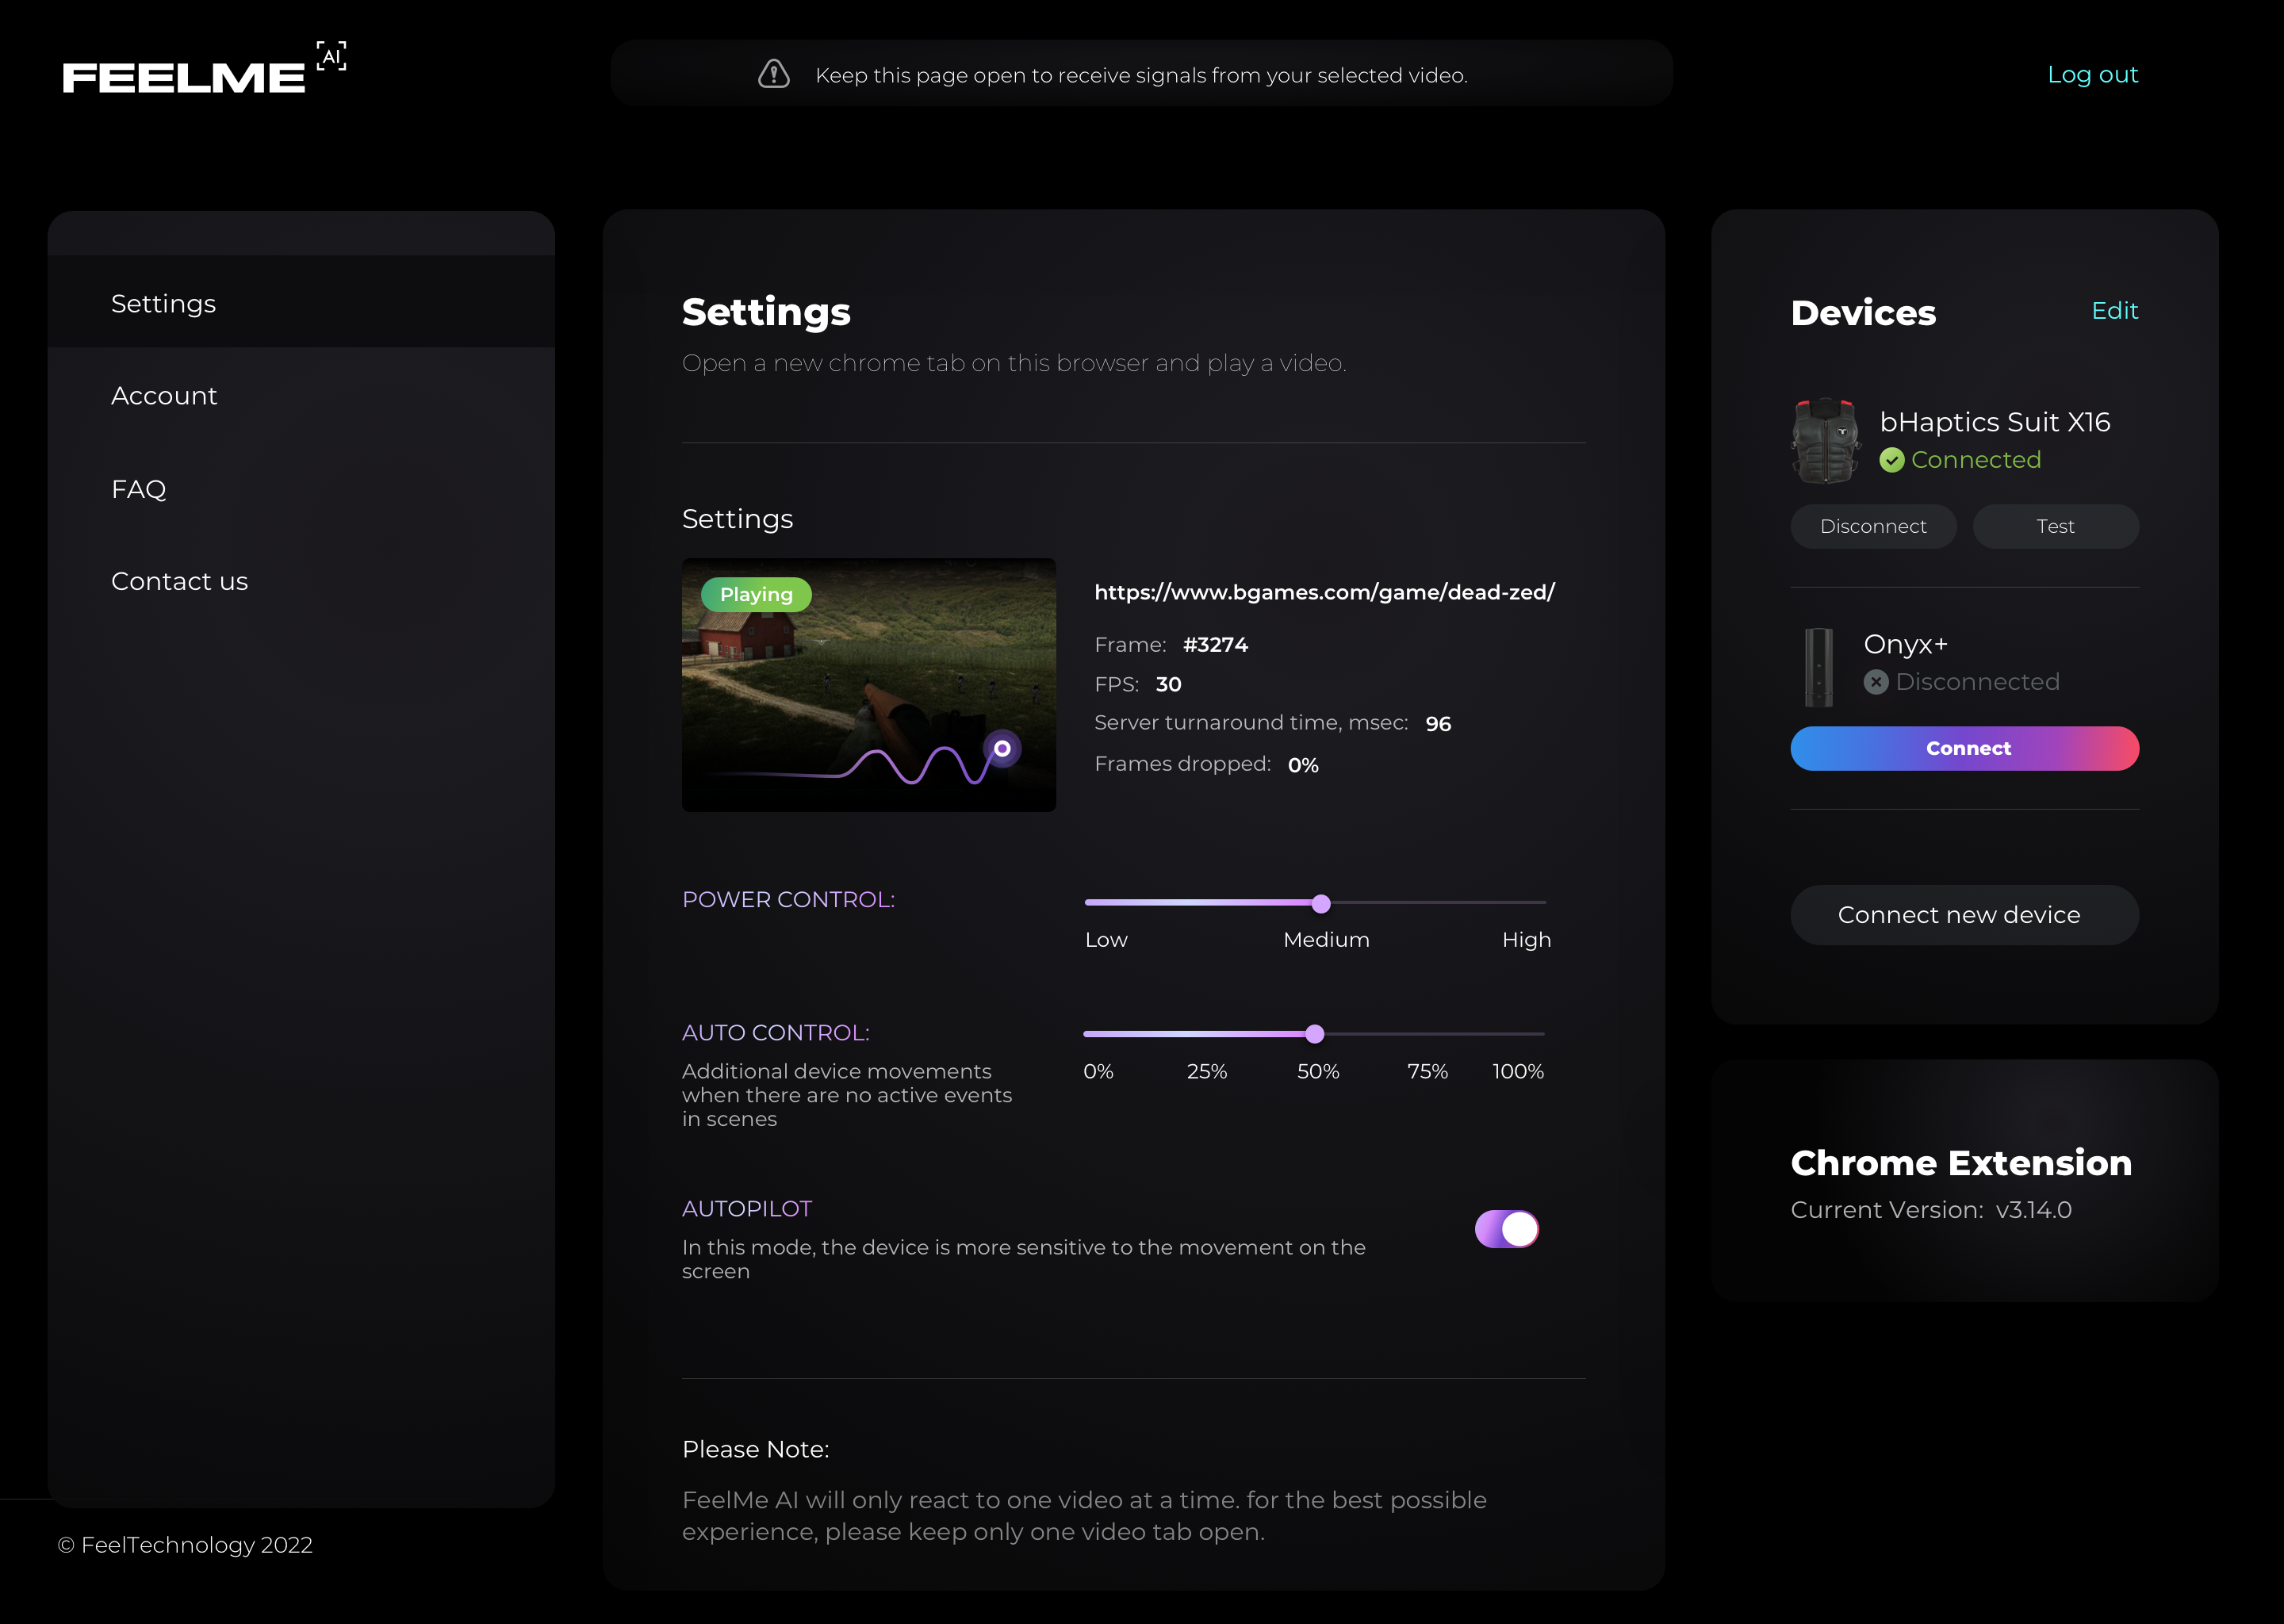 FEELME AI
Keep this page open to receive signals from your selected video.
Log out
Settings
Account
FAQ
Contact us
© FeelTechnology 2022
Settings
Open a new chrome tab on this browser and play a video.
Settings
Playing
https://www.bgames.com/game/dead-zed/
Frame: #3274
FPS: 30
Server turnaround time, msec: 96
Frames dropped: 0%
POWER CONTROL:
Low Medium High
AUTO CONTROL:
Additional device movements
when there are no active events
in scenes
0% 25% 50% 75% 100%
AUTOPILOT
In this mode, the device is more sensitive to the movement on the
screen
Please Note:
FeelMe AI will only react to one video at a time. for the best possible
experience, please keep only one video tab open.
Devices
Edit
bHaptics Suit X16
Connected
Disconnect Test
Onyx+
Disconnected
Connect
Connect new device
Chrome Extension
Current Version: v3.14.0